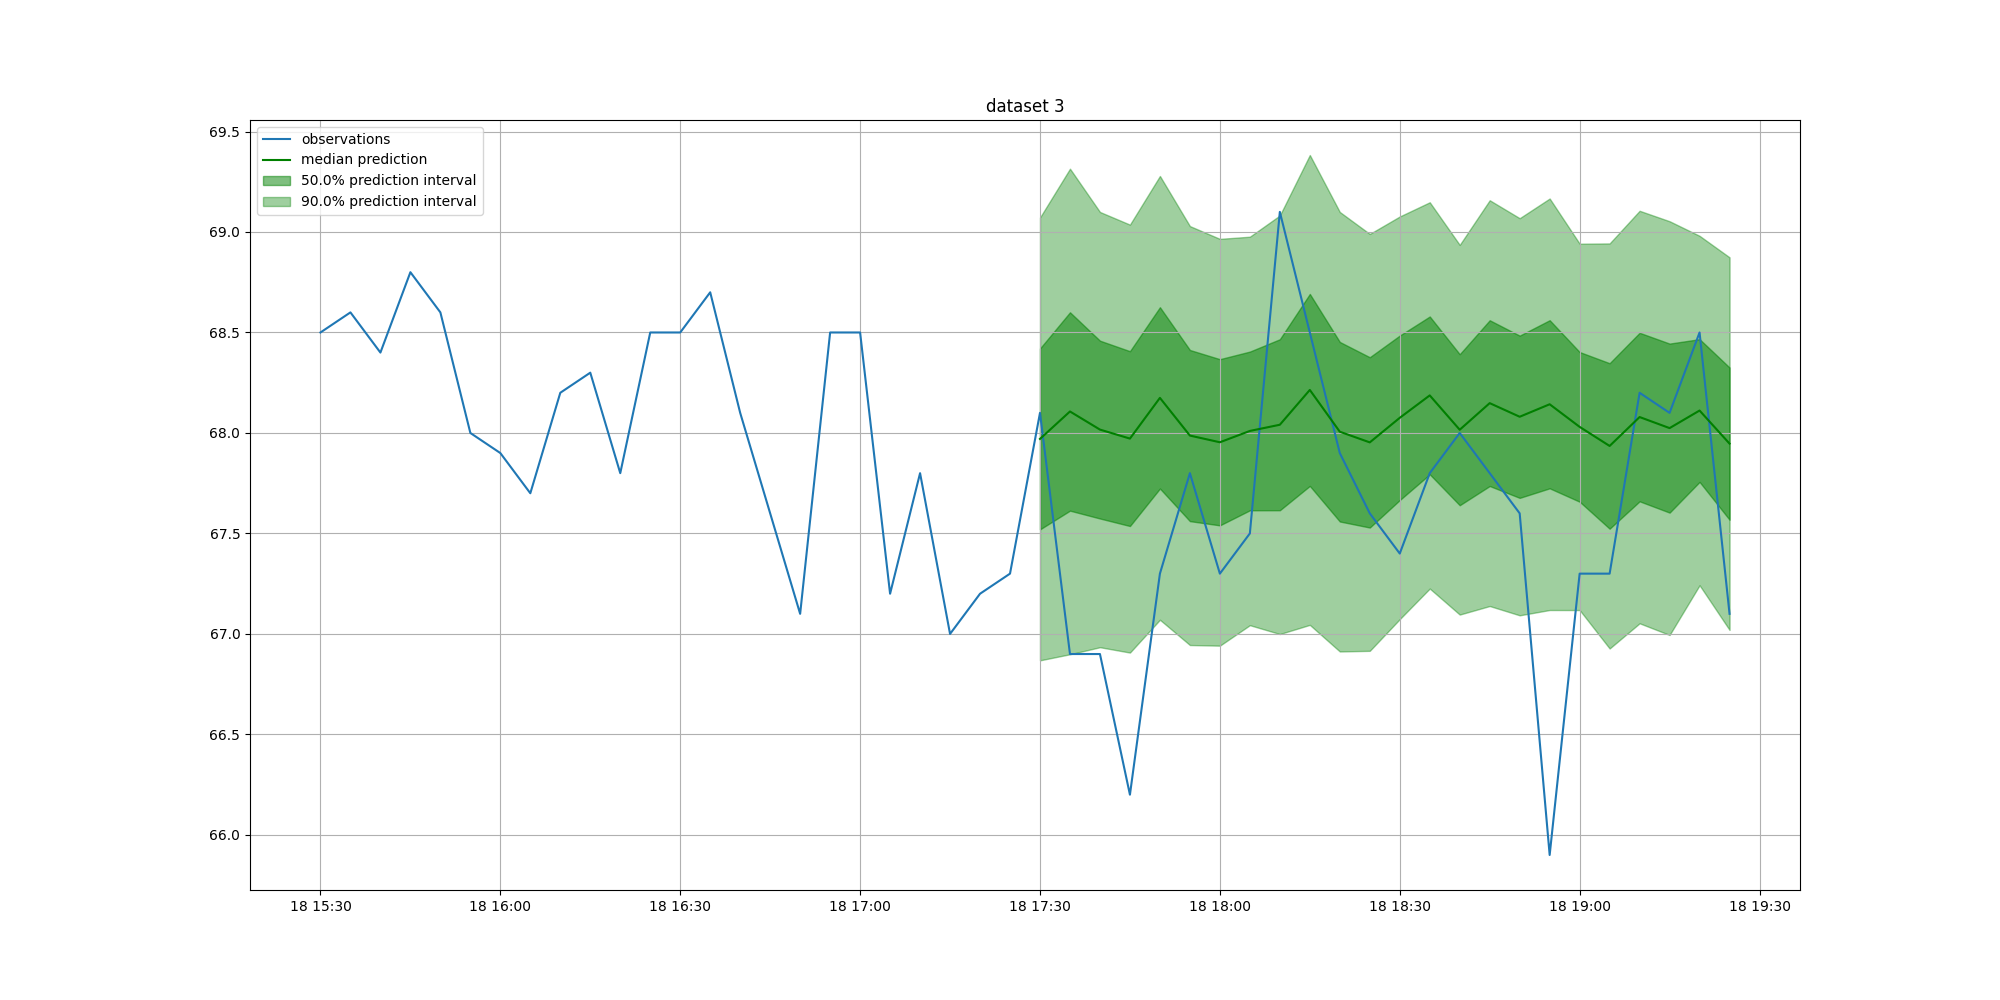 dataset 3
observations
median prediction
50.0% prediction interval
90.0% prediction interval
69.5
69.0
68.5
68.0
67.5
67.0
66.5
66.0
18 15:30 18 16:00 18 16:30 18 17:00 18 17:30 18 18:00 18 18:30 18 19:00 18 19:30